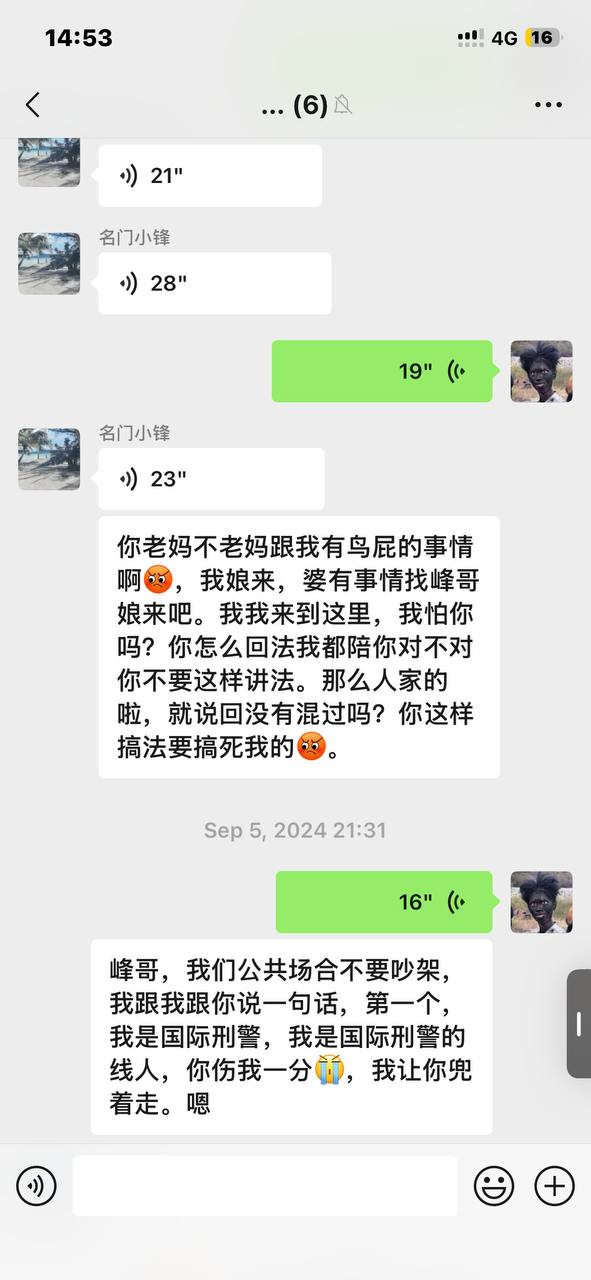 14:53
4G 16
... (6)
21"
名门小锋
28"
19"
名门小锋
23"
你老妈不老妈跟我有鸟屁的事情
啊😡，我娘来，婆有事情找峰哥
娘来吧。我我来到这里，我怕你
吗？你怎么回法我都陪你对不对
你不要这样讲法。那么人家的
啦，就说回没有混过吗？你这样
搞法要搞死我的😡。
Sep 5, 2024 21:31
16"
峰哥，我们公共场合不要吵架，
我跟我跟你说一句话，第一个，
我是国际刑警，我是国际刑警的
线人，你伤我一分😭，我让你兜
着走。嗯